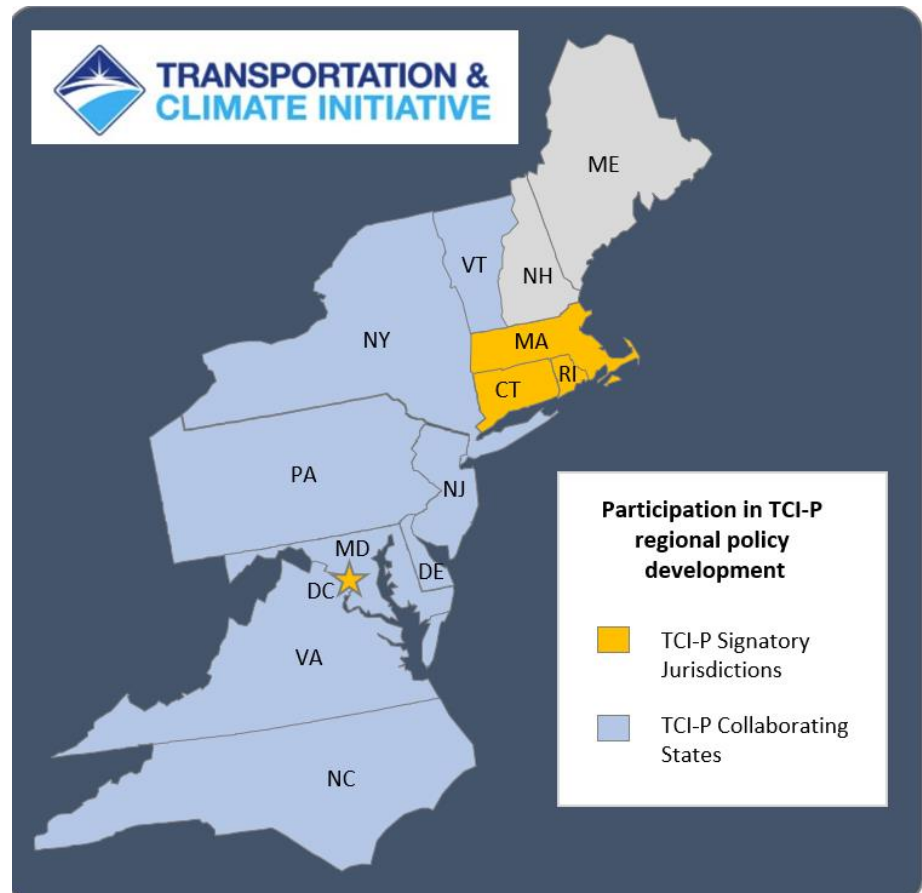 TRANSPORTATION &
CLIMATE INITIATIVE
ME
VT
NH
NY
MA
CT
RI
PA
NJ
MD
DE
DC
VA
NC
Participation in TCI-P
regional policy
development
TCI-P Signatory
Jurisdictions
TCI-P Collaborating
States